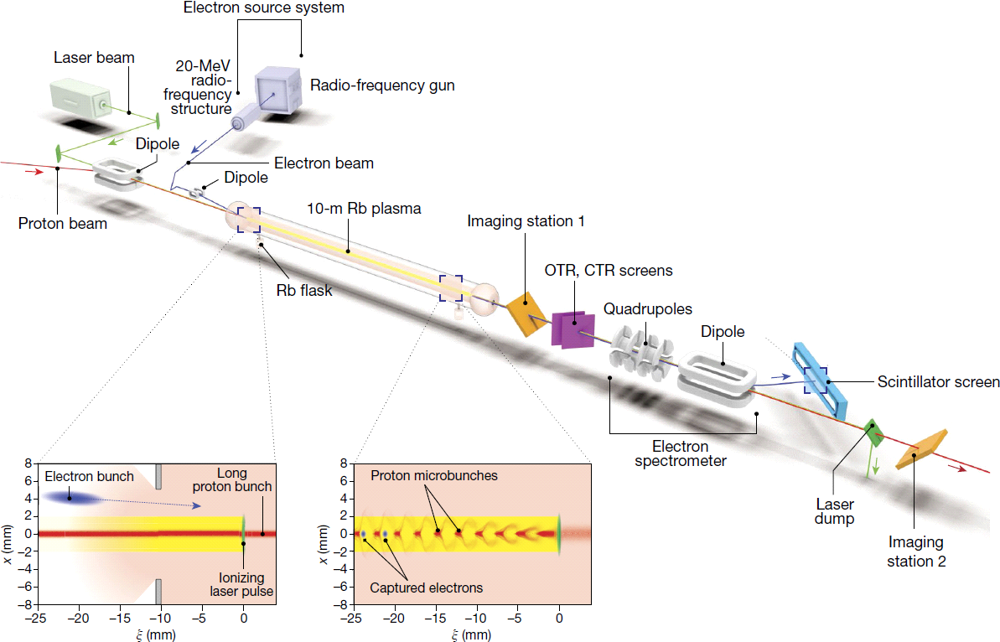 Electron source system
Laser beam
20-MeV
radio-
frequency
structure
Radio-frequency gun
Dipole
Electron beam
Dipole
Proton beam
10-m Rb plasma
Rb flask
Imaging station 1
OTR, CTR screens
Quadrupoles
Dipole
Scintillator screen
Electron
spectrometer
Laser
dump
Imaging
station 2
8
6
4
2
0
–2
–4
–6
–8
x (mm)
Electron bunch
Long
proton bunch
Ionizing
laser pulse
–25
–20
–15
–10
–5
0
ξ (mm)
8
6
4
2
0
–2
–4
–6
–8
x (mm)
Proton microbunches
Captured electrons
–25
–20
–15
–10
–5
0
ξ (mm)